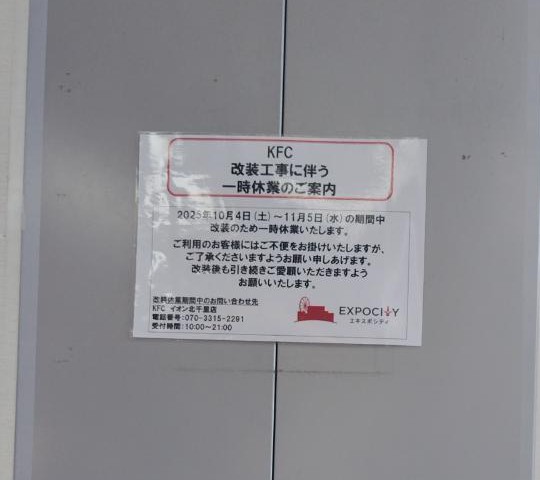 KFC
改装工事に伴う
一時休業のご案内
2025年10月4日(土)～11月5日(水)の期間中
改装のため一時休業いたします。
ご利用のお客様にはご不便をお掛けいたしますが、
ご了承くださいますようお願い申しあげます。
改装後も引き続きご愛願いただきますよう
お願いいたします。
改装休業期間中のお問い合わせ先
KFC イオン北千里店
電話番号:070-3315-2291
受付時間:10:00～21:00
EXPOCITY
エキスポシティ